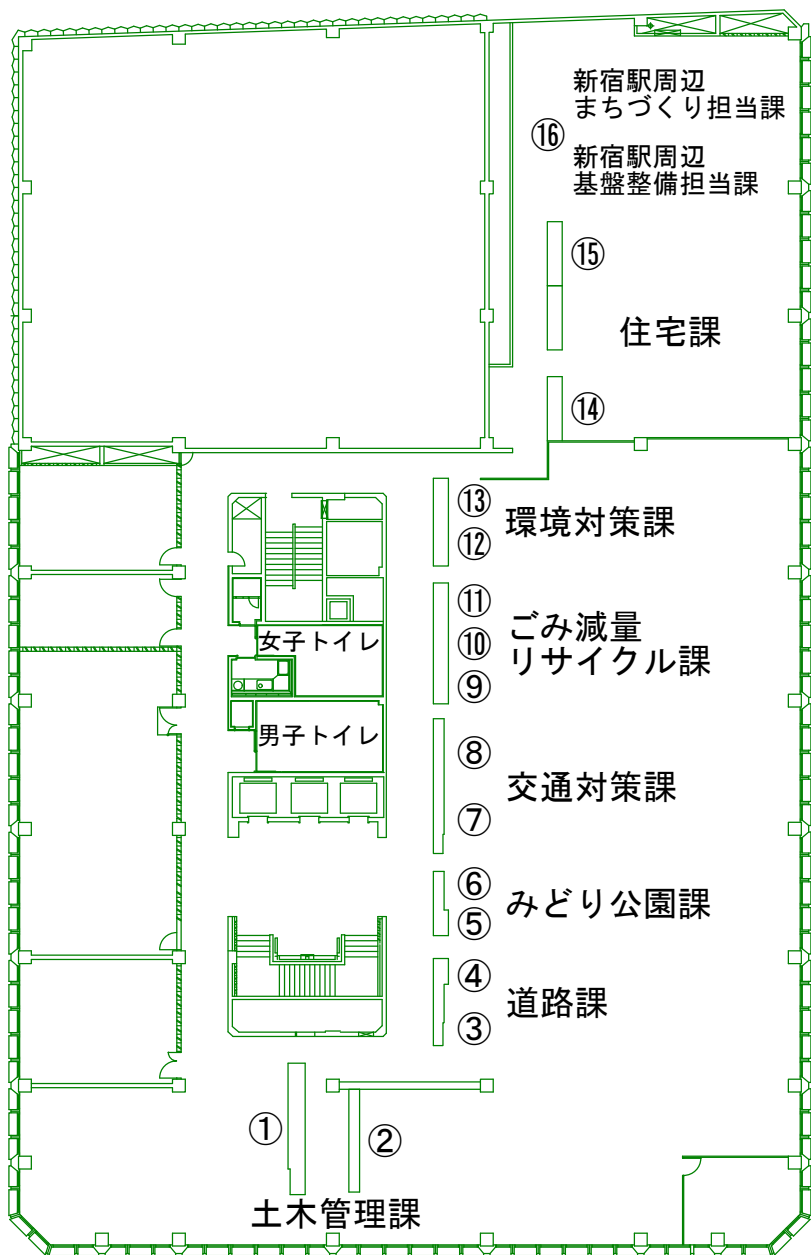 新宿駅周辺
まちづくり担当課
⑯
新宿駅周辺
基盤整備担当課
⑮
住宅課
⑭
⑬
環境対策課
⑫
⑪
ごみ減量
⑩
リサイクル課
⑨
女子トイレ
男子トイレ
⑧
交通対策課
⑦
⑥
みどり公園課
⑤
④
道路課
③
①
②
土木管理課